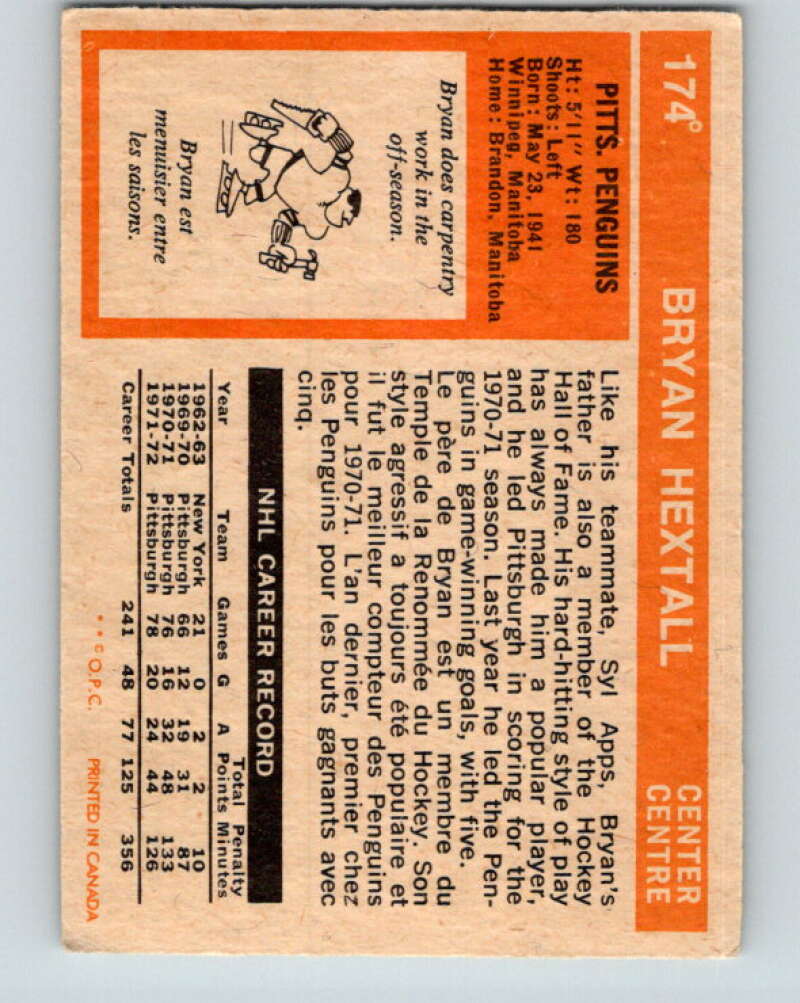 174°
BRYAN HEXTALL
CENTER
CENTRE
PITTS. PENGUINS
Ht: 5'11" Wt: 180
Shoots: Left
Born: May 23, 1941
Winnipeg, Manitoba
Home: Brandon, Manitoba
Bryan does carpentry
work in the
off-season.
Bryan est
menuisier entre
les saisons.
Like his teammate, Syl Apps, Bryan's
father is also a member of the Hockey
Hall of Fame. His hard-hitting style of play
has always made him a popular player,
and he led Pittsburgh in scoring for the
1970-71 season. Last year he led the Pen-
guins in game-winning goals, with five.
Le père de Bryan est un membre du
Temple de la Renommée du Hockey. Son
style agressif a toujours été populaire et
il fut le meilleur compteur des Penguins
pour 1970-71. L'an dernier, premier chez
les Penguins pour les buts gagnants avec
cinq.
NHL CAREER RECORD
Total Penalty
Year Team Games G A Points Minutes
1962-63 New York 21 0 2 2 10
1969-70 Pittsburgh 66 12 19 31 87
1970-71 Pittsburgh 76 16 32 48 133
1971-72 Pittsburgh 78 20 24 44 126
Career Totals 241 48 77 125 356
* * © O.P.C. PRINTED IN CANADA